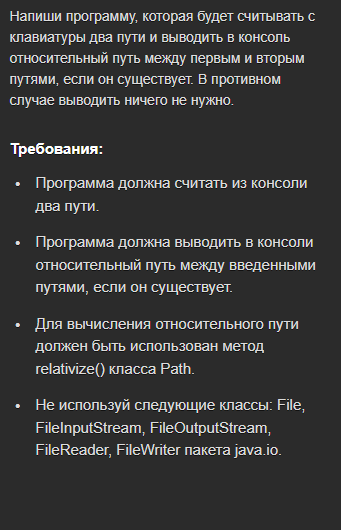 Напиши программу, которая будет считывать с
клавиатуры два пути и выводить в консоль
относительный путь между первым и вторым
путями, если он существует. В противном
случае выводить ничего не нужно.
Требования:
• Программа должна считать из консоли
два пути.
• Программа должна выводить в консоли
относительный путь между введенными
путями, если он существует.
• Для вычисления относительного пути
должен быть использован метод
relativize() класса Path.
• Не используй следующие классы: File,
FileInputStream, FileOutputStream,
FileReader, FileWriter пакета java.io.